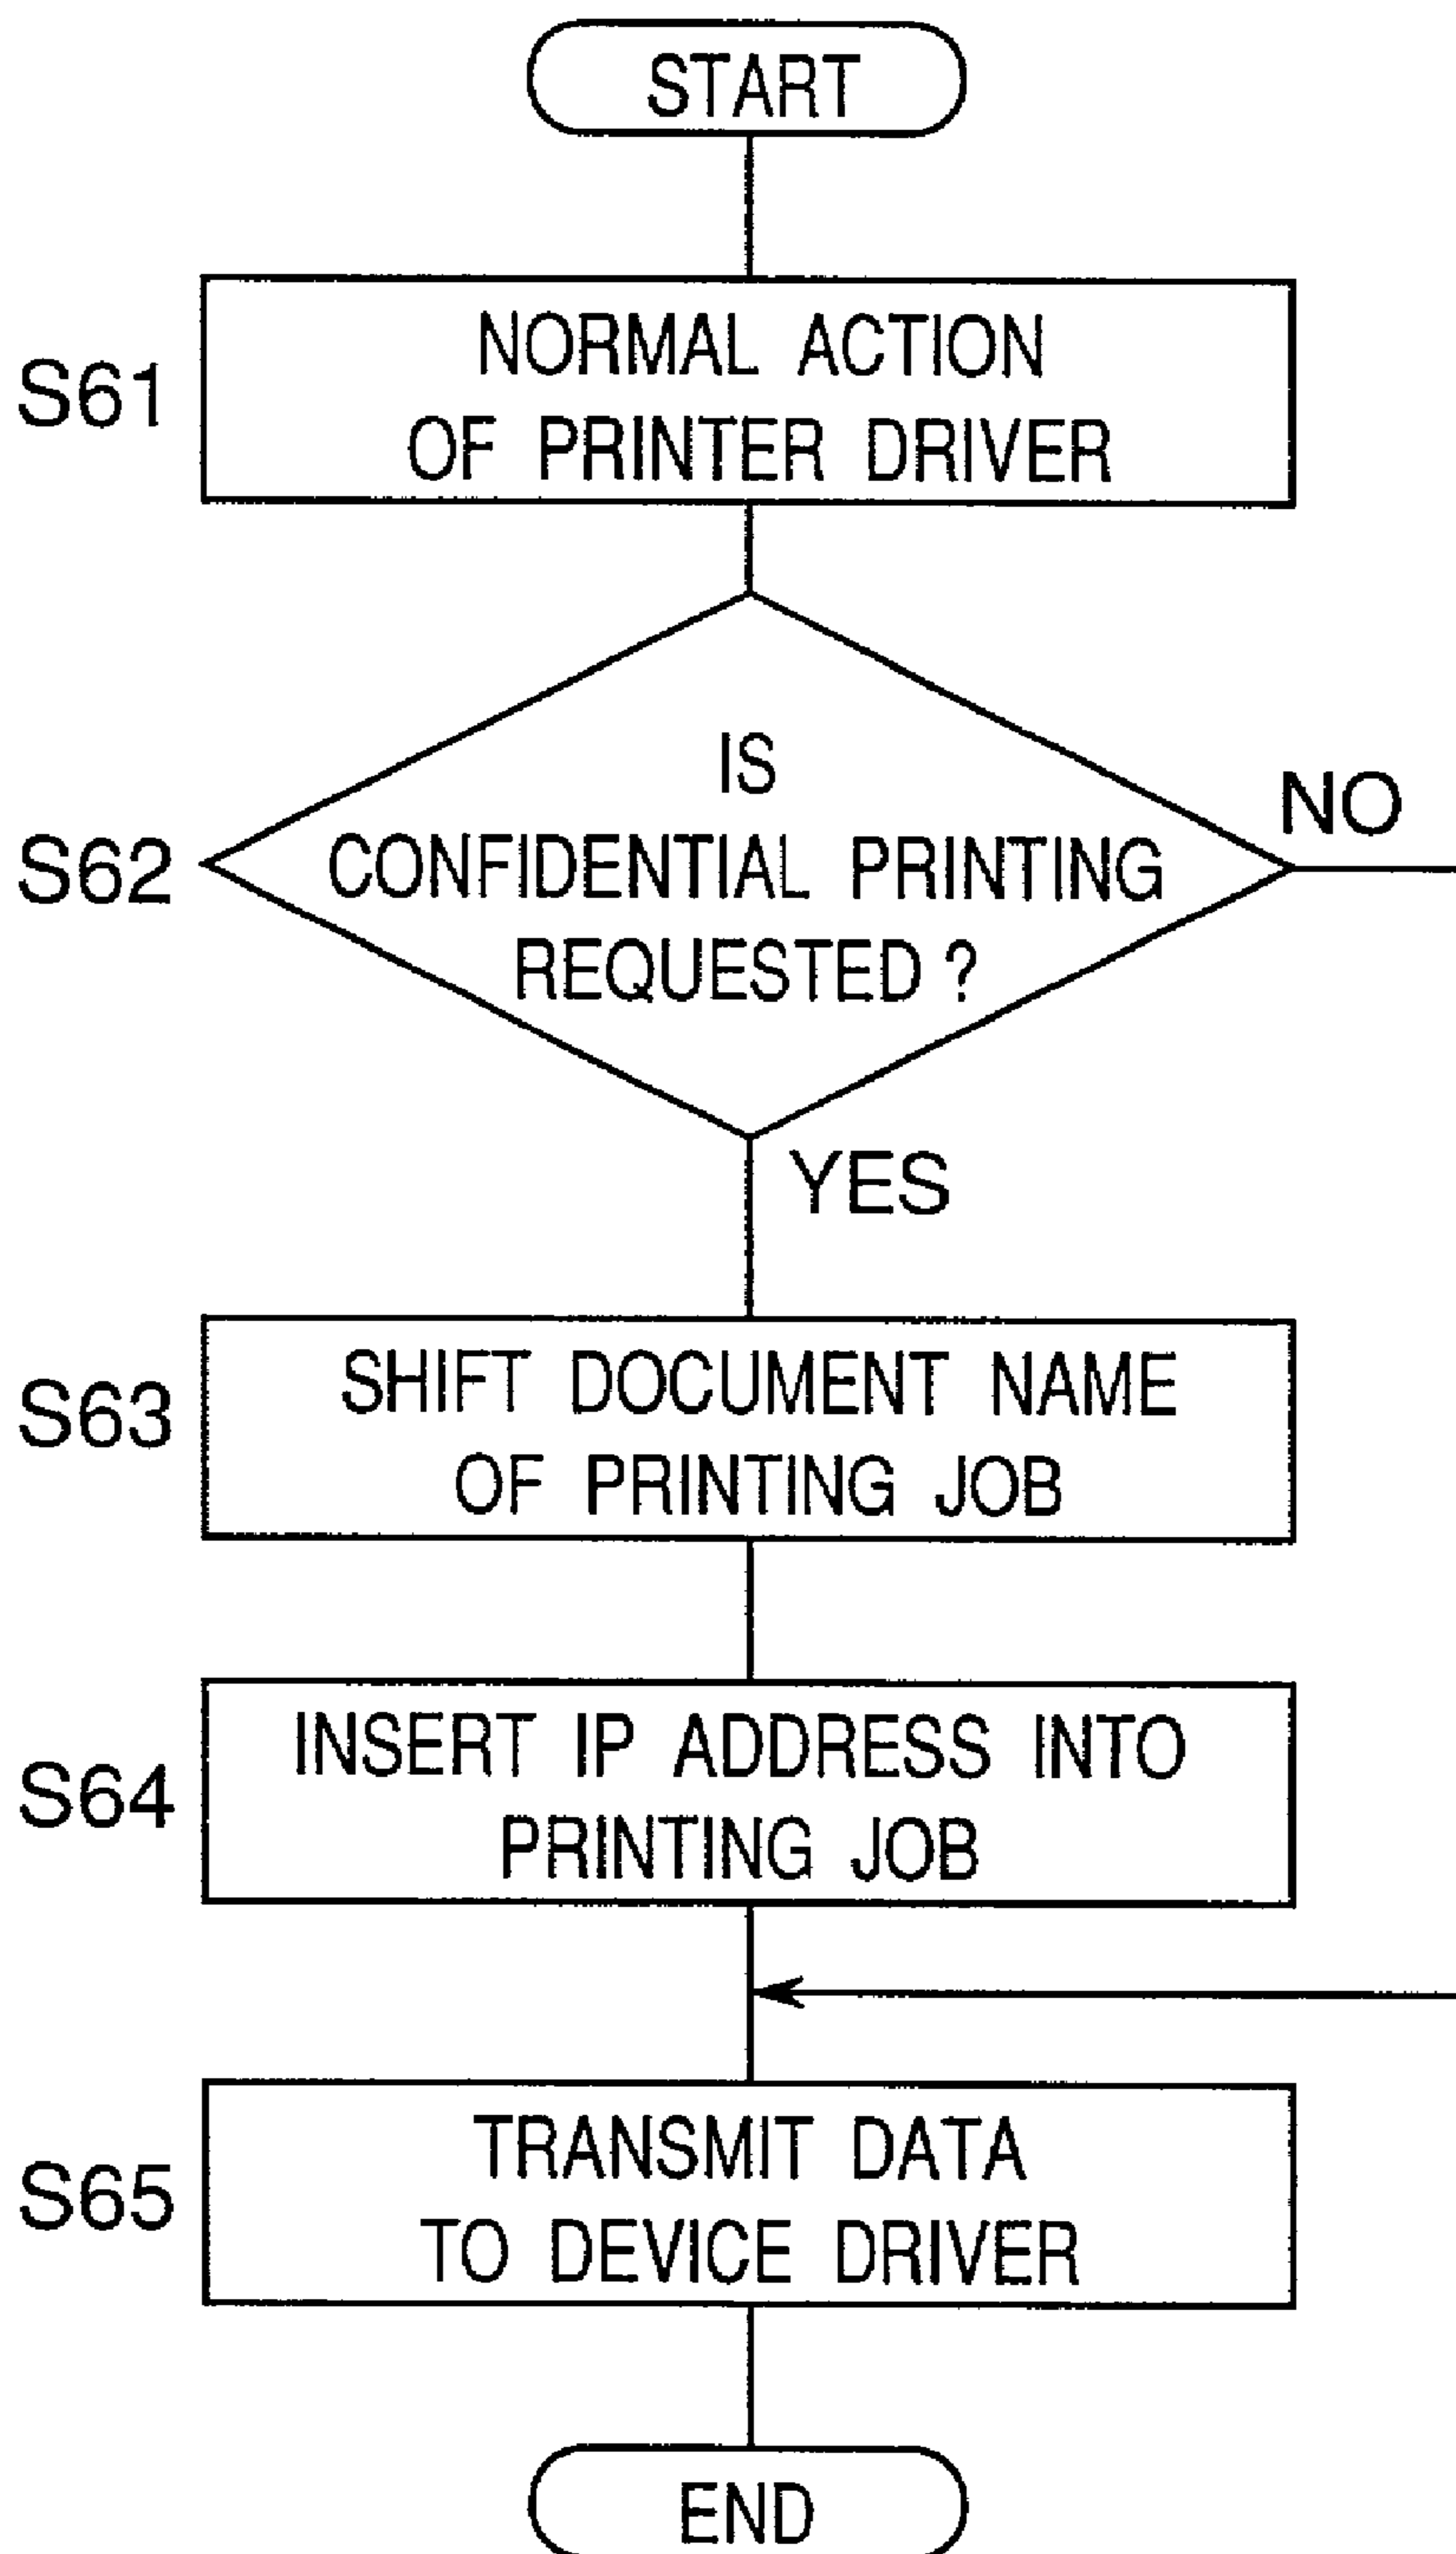 START
S61
NORMAL ACTION
OF PRINTER DRIVER
S62
IS
CONFIDENTIAL PRINTING
REQUESTED ?
NO
YES
S63
SHIFT DOCUMENT NAME
OF PRINTING JOB
S64
INSERT IP ADDRESS INTO
PRINTING JOB
S65
TRANSMIT DATA
TO DEVICE DRIVER
END